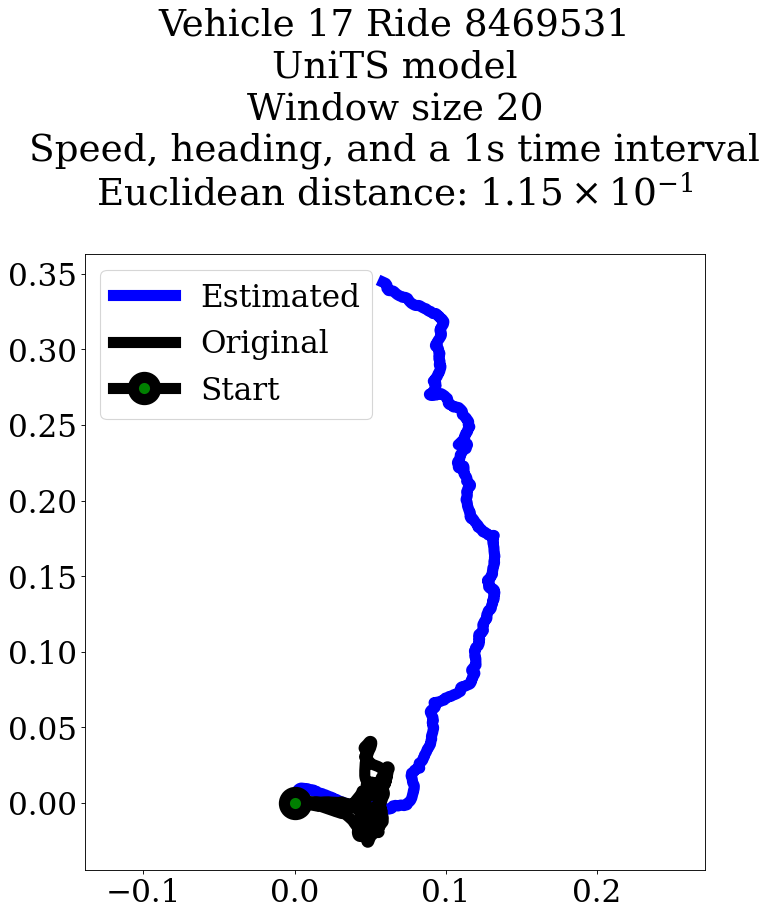 Vehicle 17 Ride 8469531
UniTS model
Window size 20
Speed, heading, and a 1s time interval
Euclidean distance: 1.15 × 10⁻¹
Estimated
Original
Start
0.35
0.30
0.25
0.20
0.15
0.10
0.05
0.00
−0.1
0.0
0.1
0.2